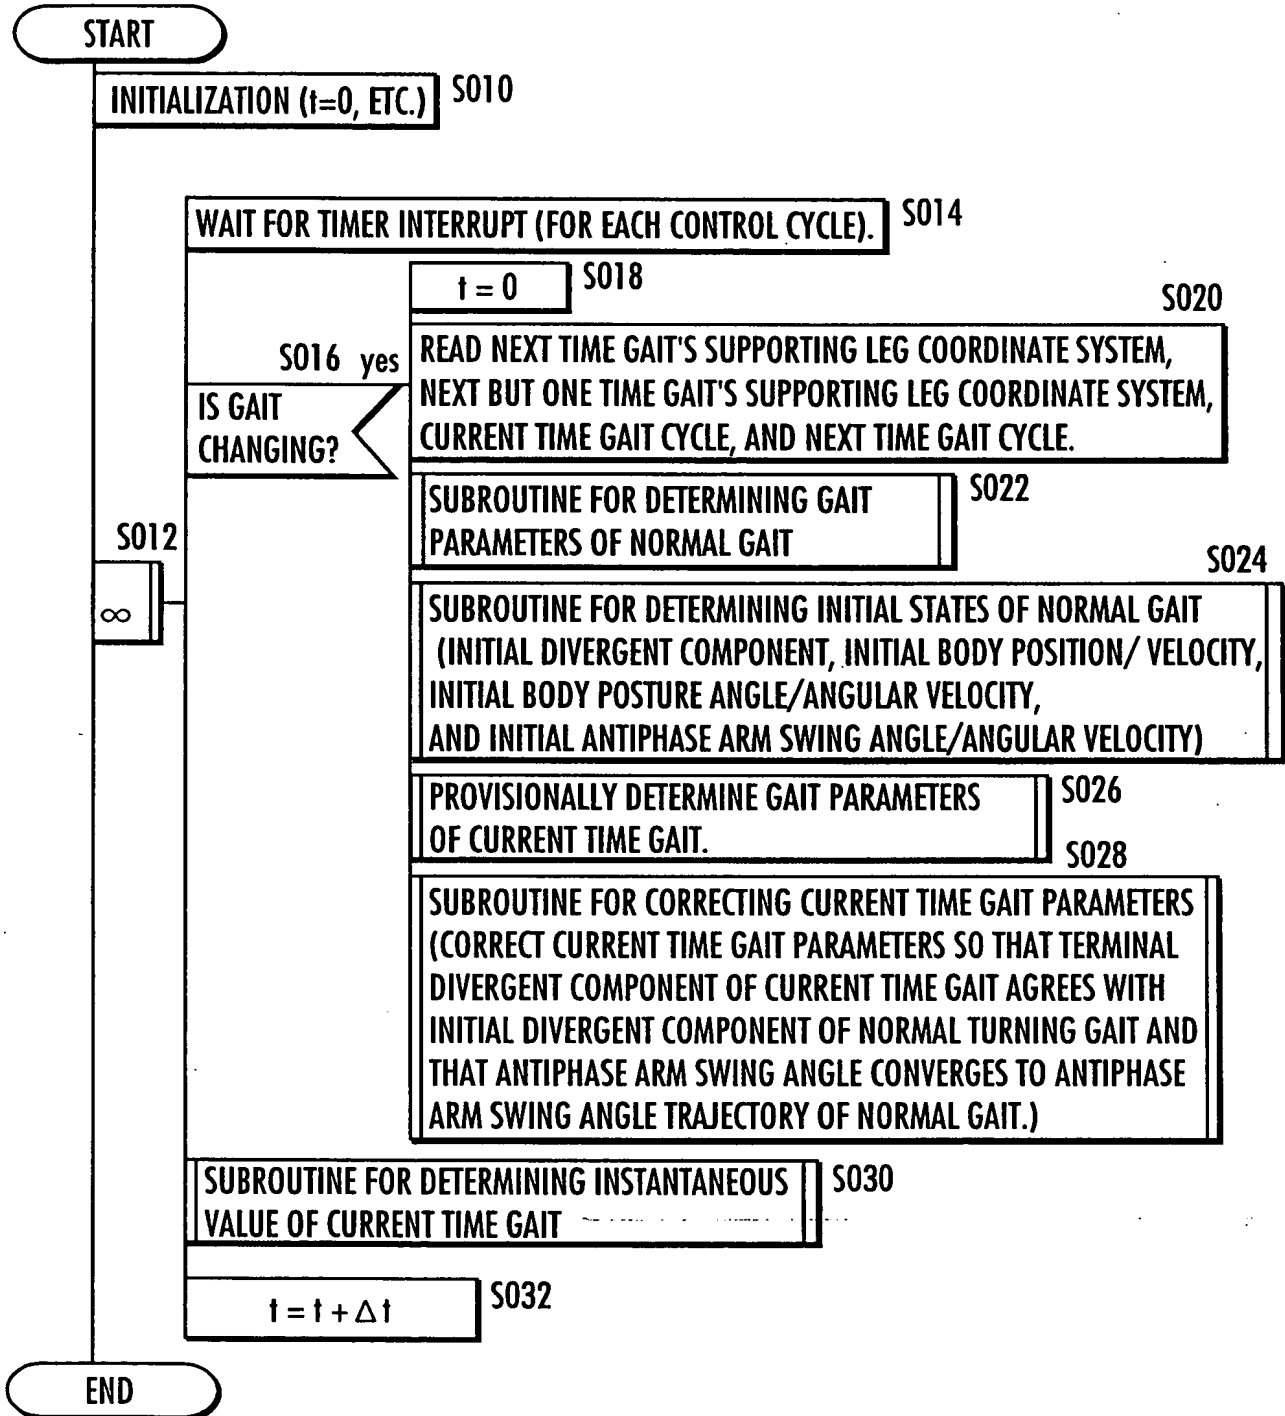 START
INITIALIZATION (t=0, ETC.)
S010
WAIT FOR TIMER INTERRUPT (FOR EACH CONTROL CYCLE).
S014
t = 0
S018
S020
S016 yes
READ NEXT TIME GAIT'S SUPPORTING LEG COORDINATE SYSTEM,
NEXT BUT ONE TIME GAIT'S SUPPORTING LEG COORDINATE SYSTEM,
CURRENT TIME GAIT CYCLE, AND NEXT TIME GAIT CYCLE.
IS GAIT
CHANGING?
SUBROUTINE FOR DETERMINING GAIT
PARAMETERS OF NORMAL GAIT
S022
S012
∞
S024
SUBROUTINE FOR DETERMINING INITIAL STATES OF NORMAL GAIT
(INITIAL DIVERGENT COMPONENT, INITIAL BODY POSITION/ VELOCITY,
INITIAL BODY POSTURE ANGLE/ANGULAR VELOCITY,
AND INITIAL ANTIPHASE ARM SWING ANGLE/ANGULAR VELOCITY)
PROVISIONALLY DETERMINE GAIT PARAMETERS
OF CURRENT TIME GAIT.
S026
S028
SUBROUTINE FOR CORRECTING CURRENT TIME GAIT PARAMETERS
(CORRECT CURRENT TIME GAIT PARAMETERS SO THAT TERMINAL
DIVERGENT COMPONENT OF CURRENT TIME GAIT AGREES WITH
INITIAL DIVERGENT COMPONENT OF NORMAL TURNING GAIT AND
THAT ANTIPHASE ARM SWING ANGLE CONVERGES TO ANTIPHASE
ARM SWING ANGLE TRAJECTORY OF NORMAL GAIT.)
SUBROUTINE FOR DETERMINING INSTANTANEOUS
VALUE OF CURRENT TIME GAIT
S030
t = t + Δ t
S032
END